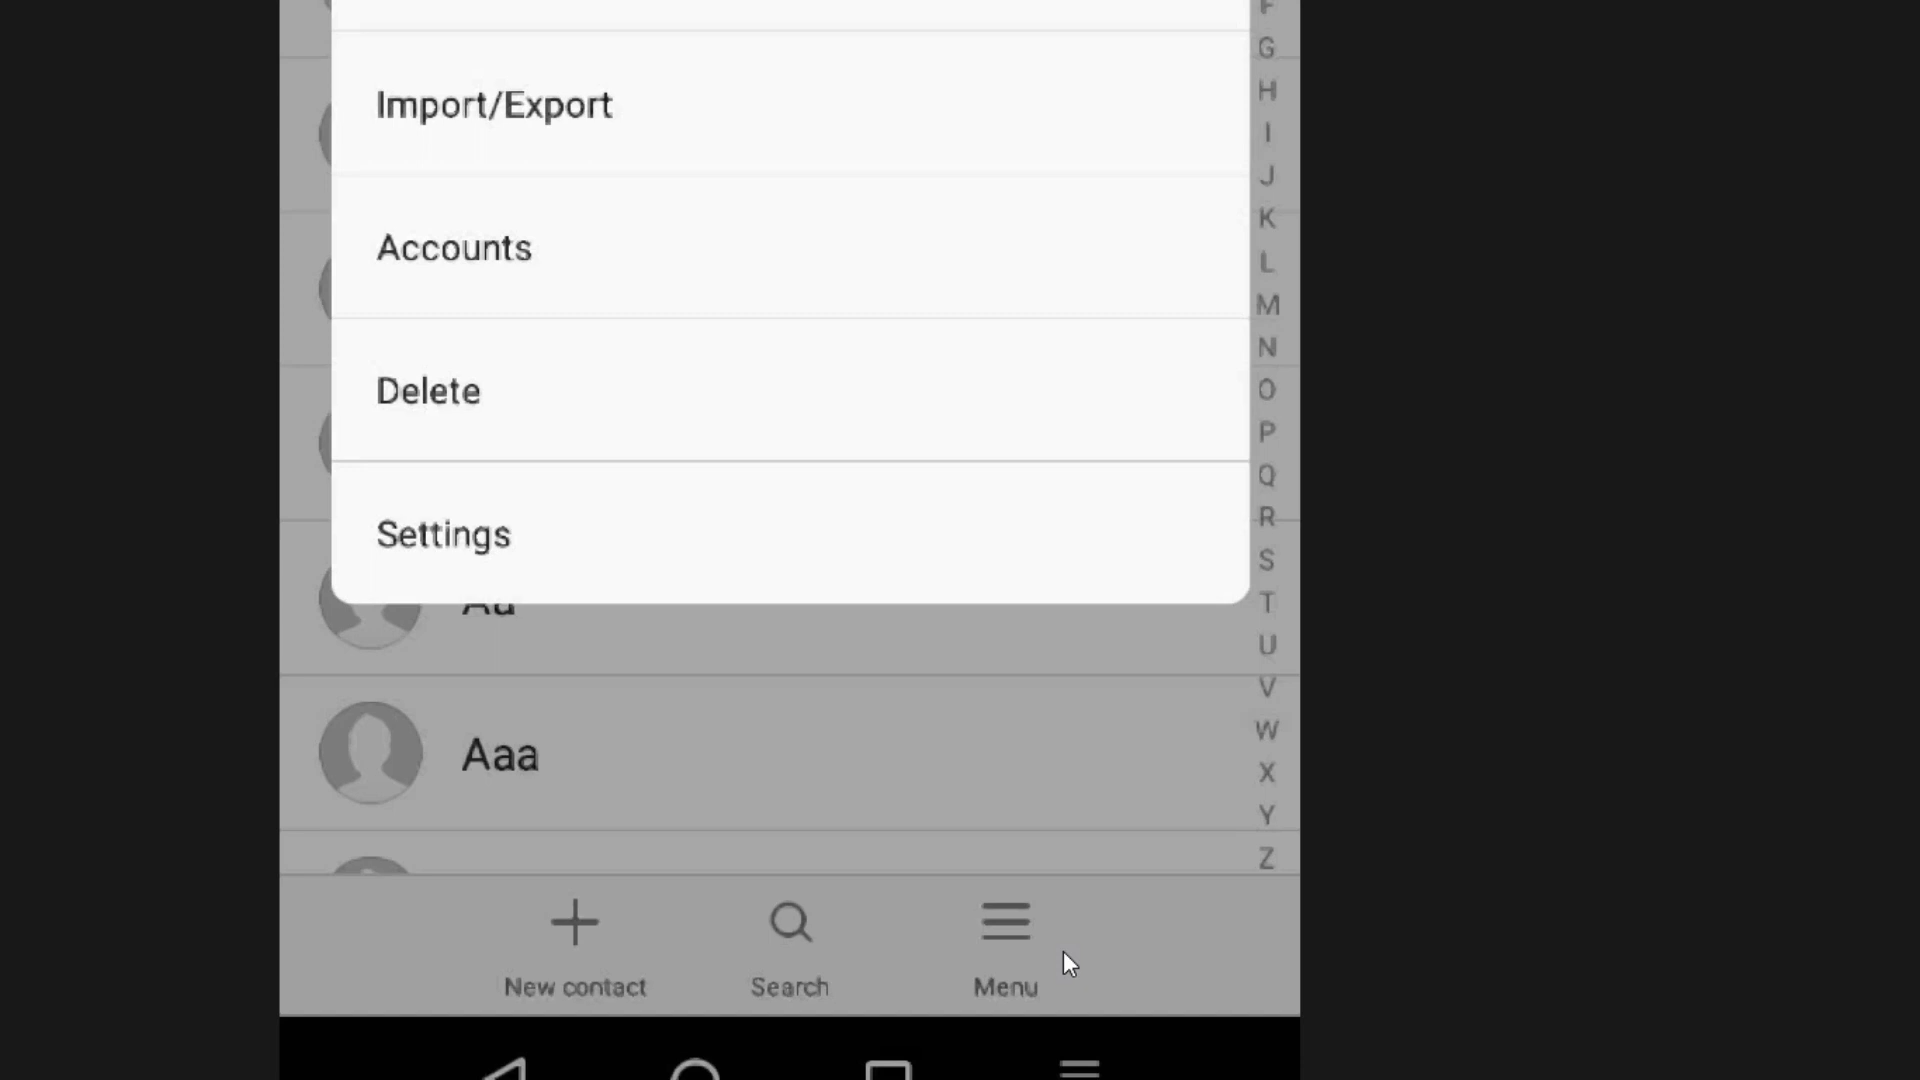 F
G
Import/Export
H
I
J
K
Accounts
L
M
N
Delete
O
P
Q
R
Settings
S
T
U
V
W
Aaa
X
Y
Z
New contact
Search
Menu